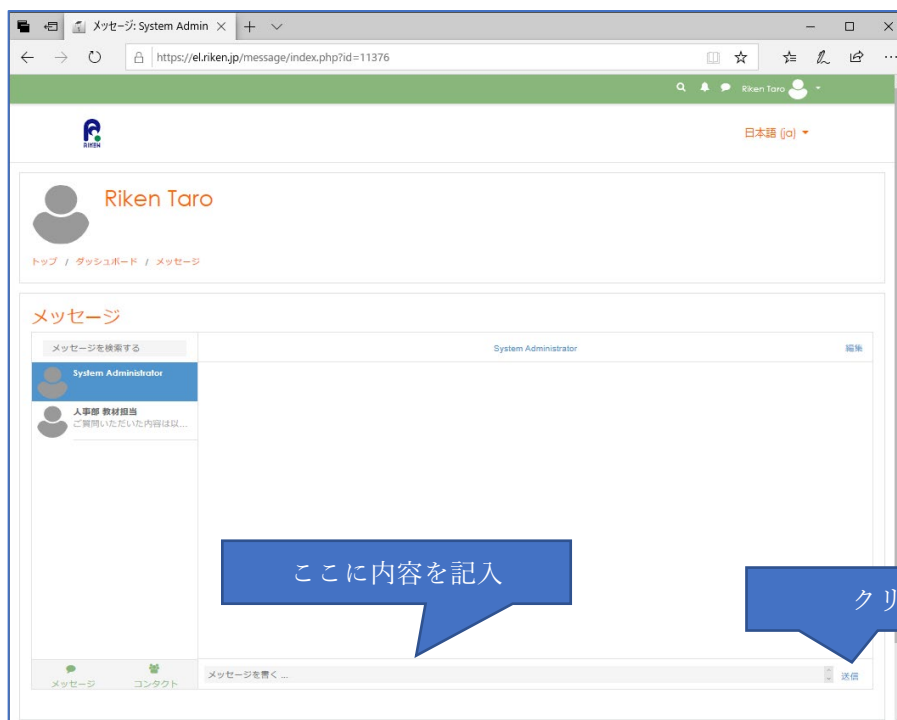 メッセージ: System Admin
https://el.riken.jp/message/index.php?id=11376
Riken Taro
RIKEN
日本語 (ja)
Riken Taro
トップ / ダッシュボード / メッセージ
メッセージ
メッセージを検索する
System Administrator
編集
System Administrator
人事部 教材担当
ご質問いただいた内容は以...
ここに内容を記入
クリ
メッセージを書く ...
送信
メッセージ
コンタクト